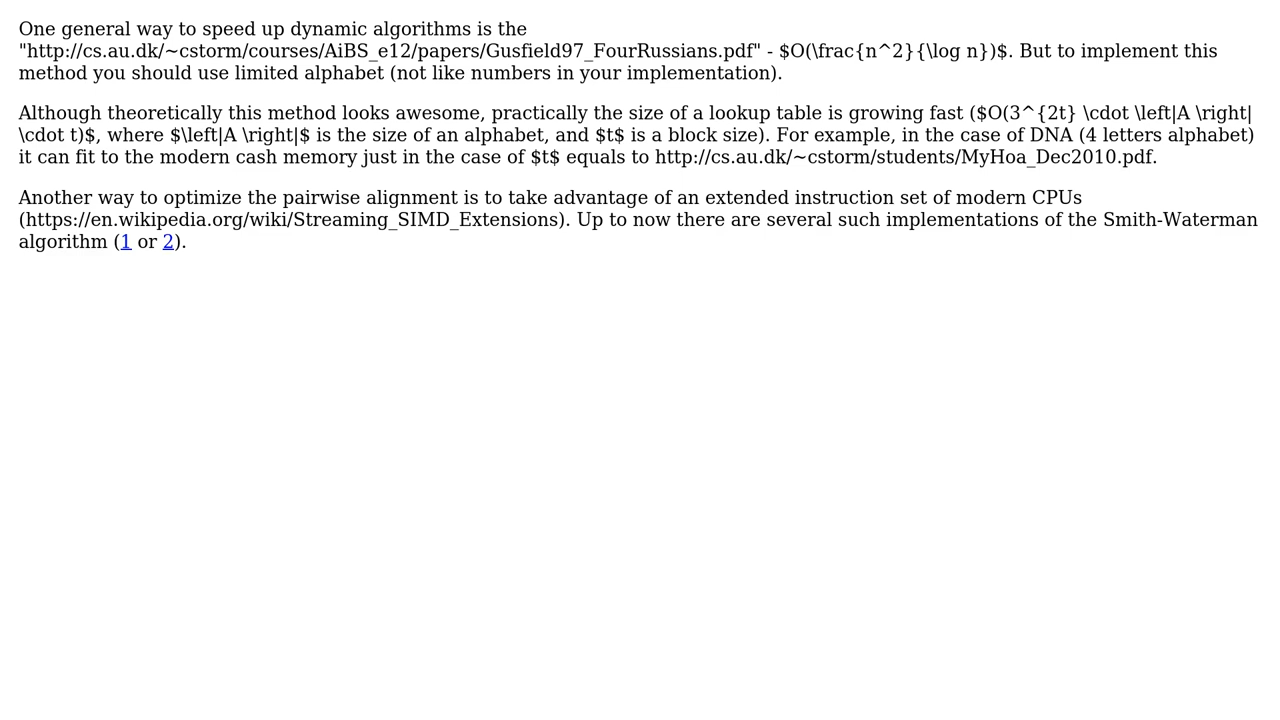 One general way to speed up dynamic algorithms is the
"http://cs.au.dk/~cstorm/courses/AiBS_e12/papers/Gusfield97_FourRussians.pdf" - $O(\frac{n^2}{\log n})$. But to implement this
method you should use limited alphabet (not like numbers in your implementation).
Although theoretically this method looks awesome, practically the size of a lookup table is growing fast ($O(3^{2t} \cdot \left|A \right|
\cdot t)$, where $\left|A \right|$ is the size of an alphabet, and $t$ is a block size). For example, in the case of DNA (4 letters alphabet)
it can fit to the modern cash memory just in the case of $t$ equals to http://cs.au.dk/~cstorm/students/MyHoa_Dec2010.pdf.
Another way to optimize the pairwise alignment is to take advantage of an extended instruction set of modern CPUs
(https://en.wikipedia.org/wiki/Streaming_SIMD_Extensions). Up to now there are several such implementations of the Smith-Waterman
algorithm (1 or 2).